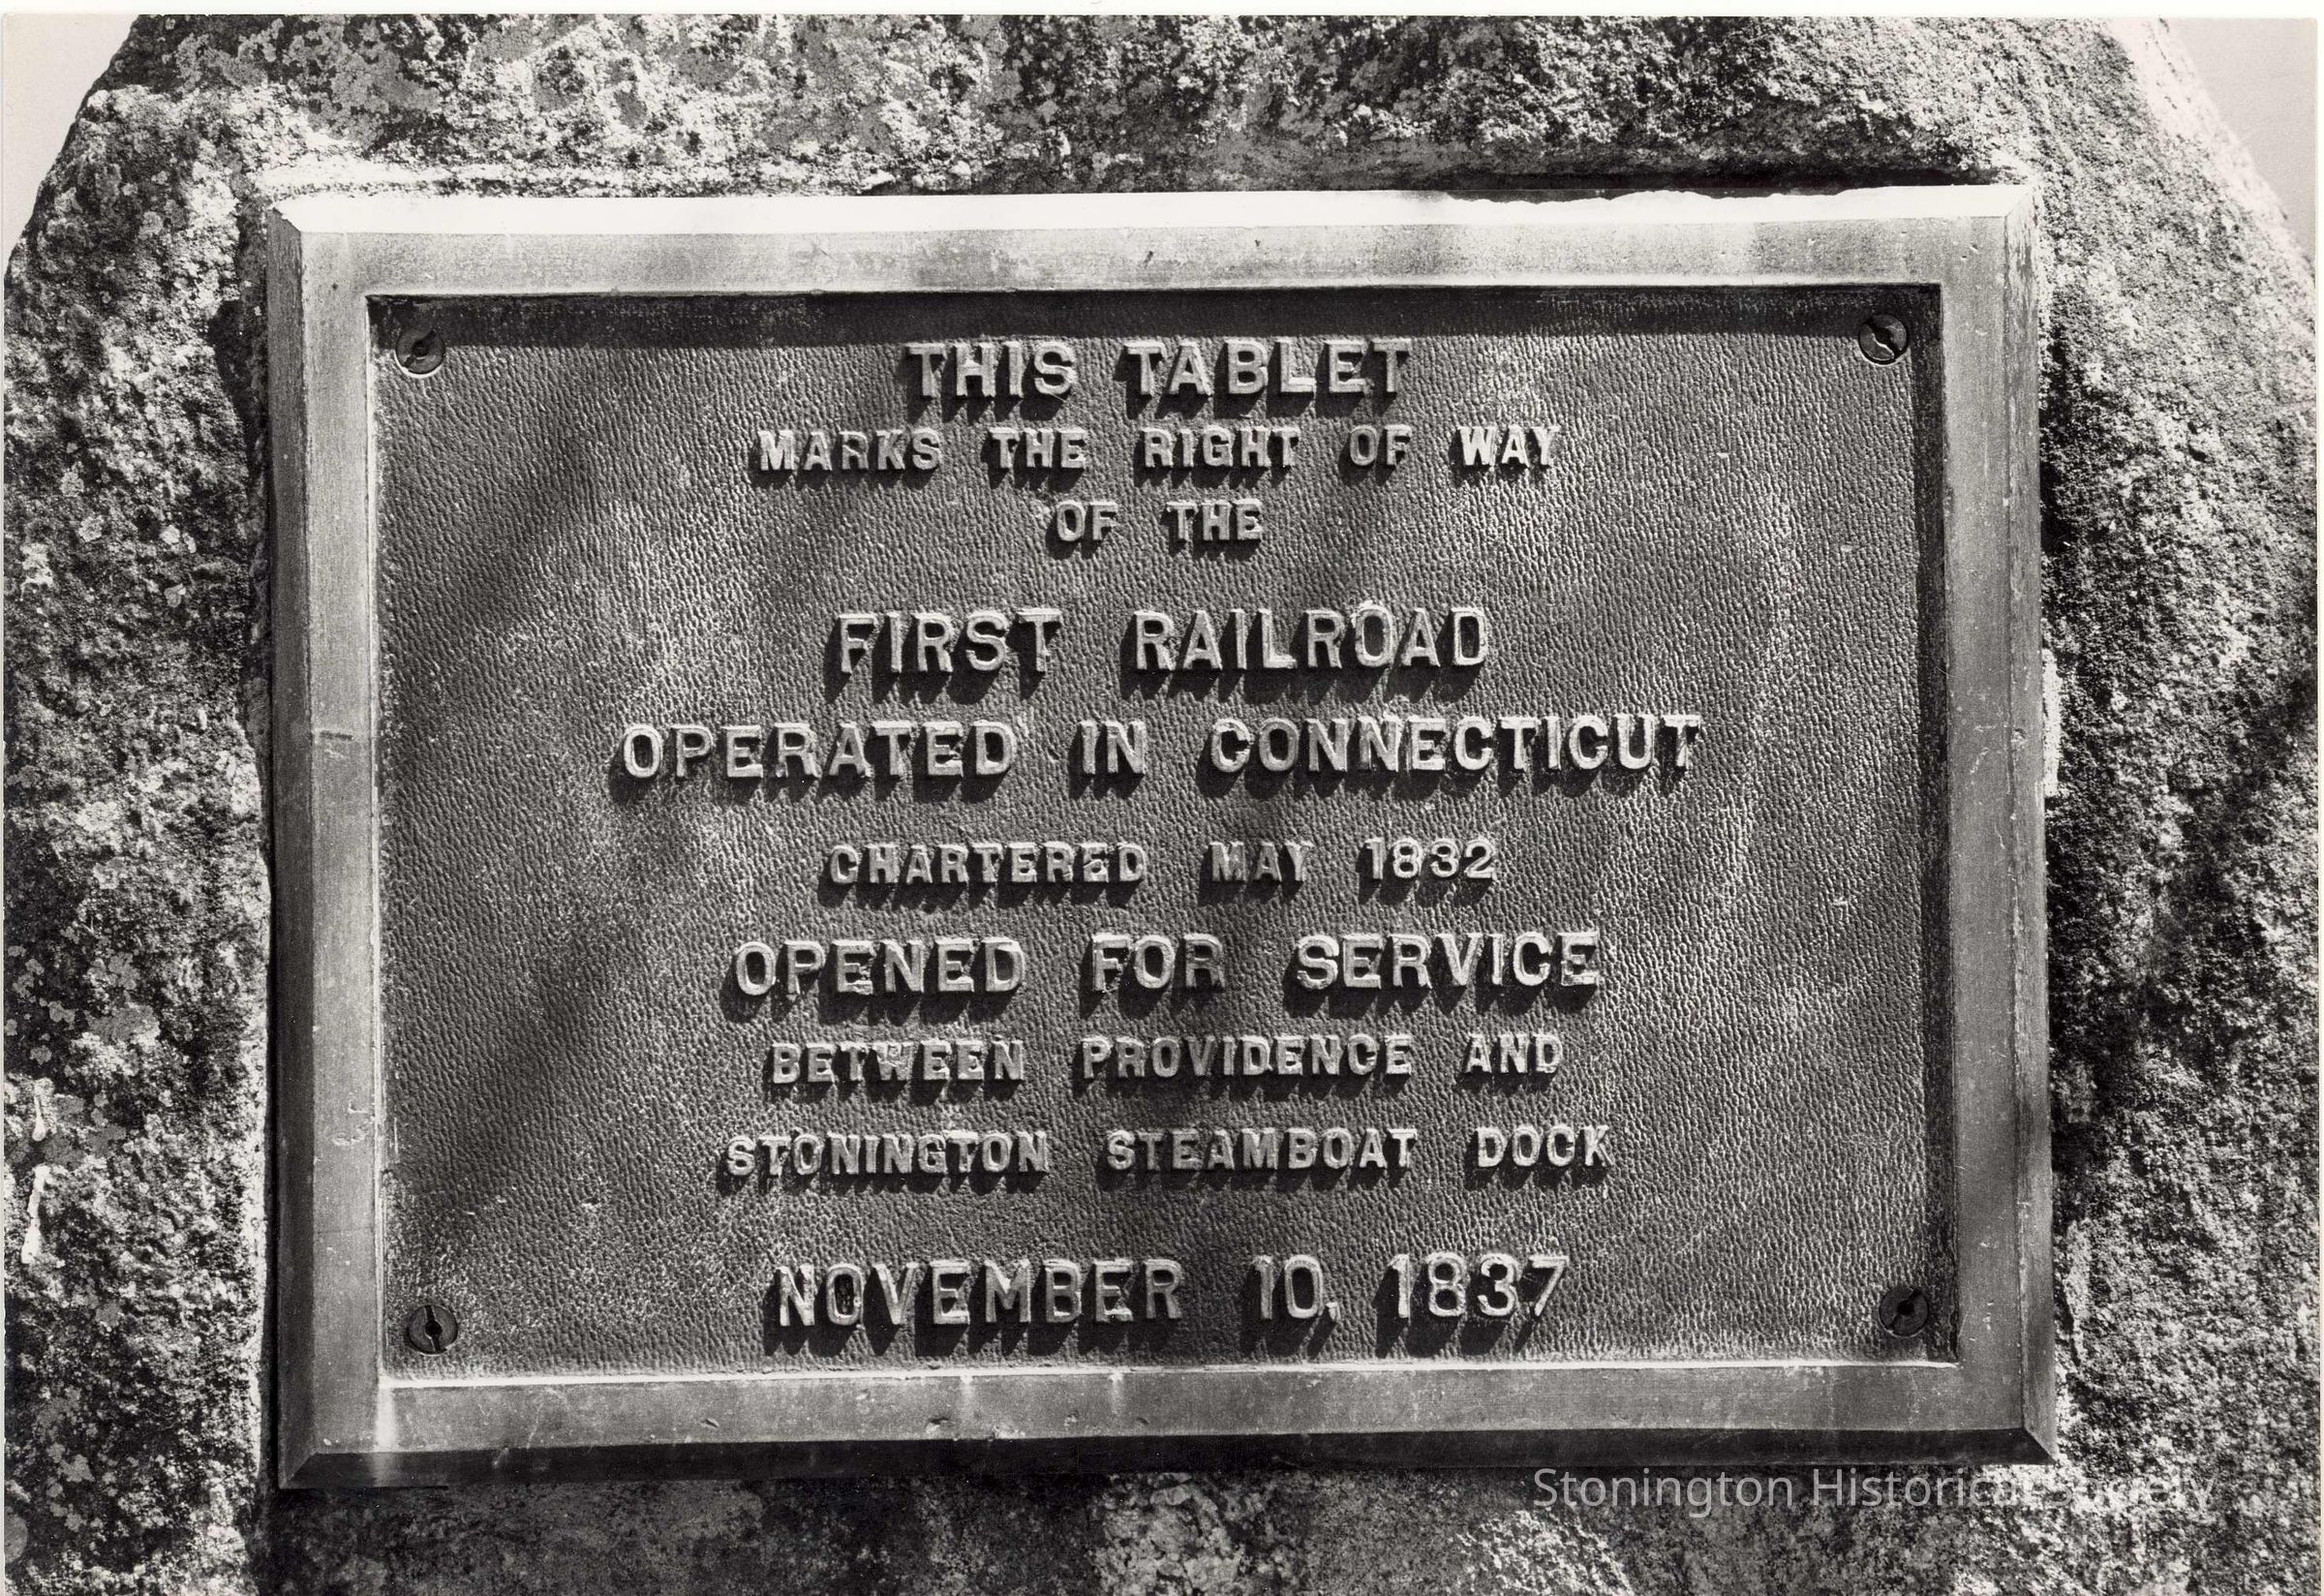 THIS TABLET
MARKS THE RIGHT OF WAY
OF THE
FIRST RAILROAD
OPERATED IN CONNECTICUT
CHARTERED MAY 1832
OPENED FOR SERVICE
BETWEEN PROVIDENCE AND
STONINGTON STEAMBOAT DOCK
NOVEMBER 10, 1837
Stonington Historical Society